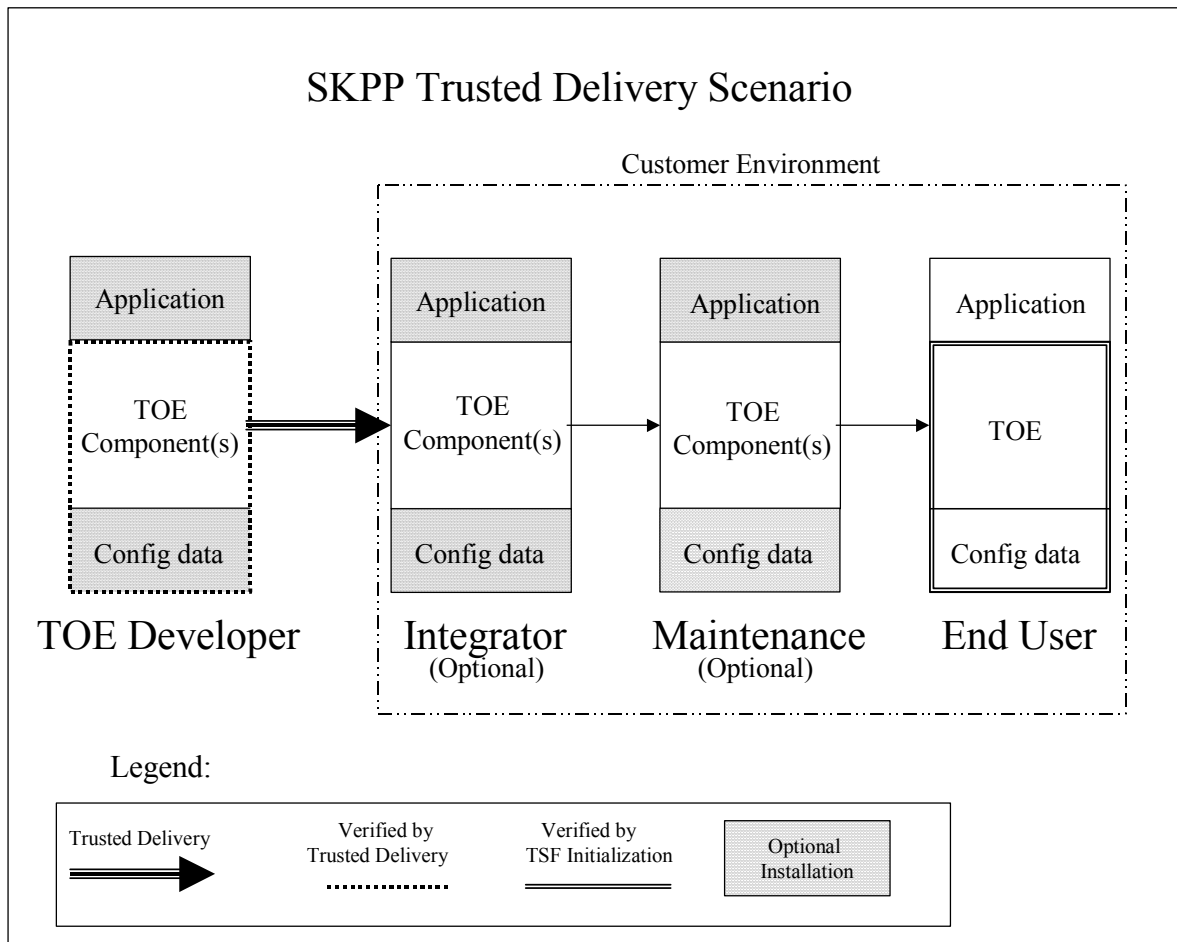 SKPP Trusted Delivery Scenario
Customer Environment
Application
TOE
Component(s)
Config data
TOE Developer
Application
TOE
Component(s)
Config data
Integrator
(Optional)
Application
TOE
Component(s)
Config data
Maintenance
(Optional)
Application
TOE
Config data
End User
Legend:
Trusted Delivery
Verified by
Trusted Delivery
Verified by
TSF Initialization
Optional
Installation